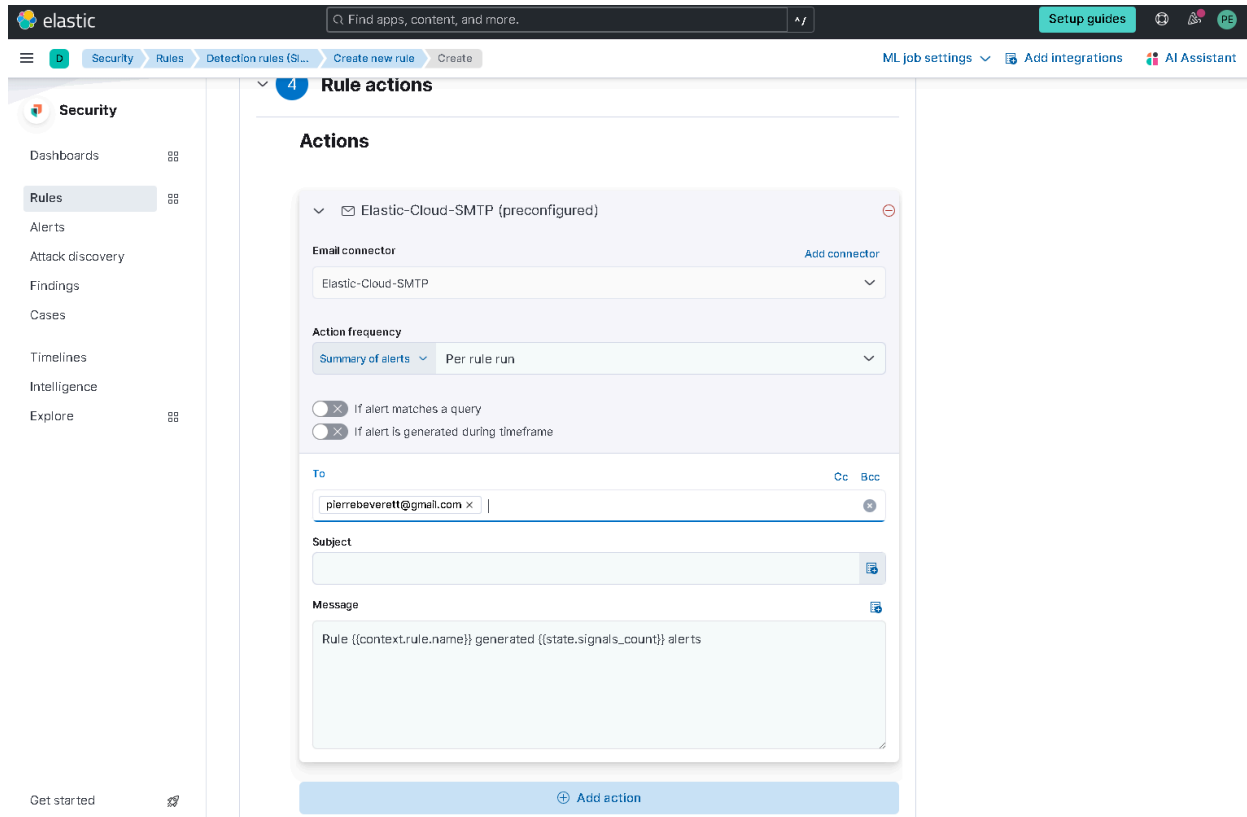 elastic
Find apps, content, and more.
^/
Setup guides
PE
D
Security
Rules
Detection rules (SI...
Create new rule
Create
ML job settings
Add integrations
AI Assistant
Security
Dashboards
Rules
Alerts
Attack discovery
Findings
Cases
Timelines
Intelligence
Explore
Get started
4
Rule actions
Actions
Elastic-Cloud-SMTP (preconfigured)
Email connector
Add connector
Elastic-Cloud-SMTP
Action frequency
Summary of alerts
Per rule run
If alert matches a query
If alert is generated during timeframe
To
Cc
Bcc
pierrebeverett@gmail.com
Subject
Message
Rule {{context.rule.name}} generated {{state.signals_count}} alerts
Add action